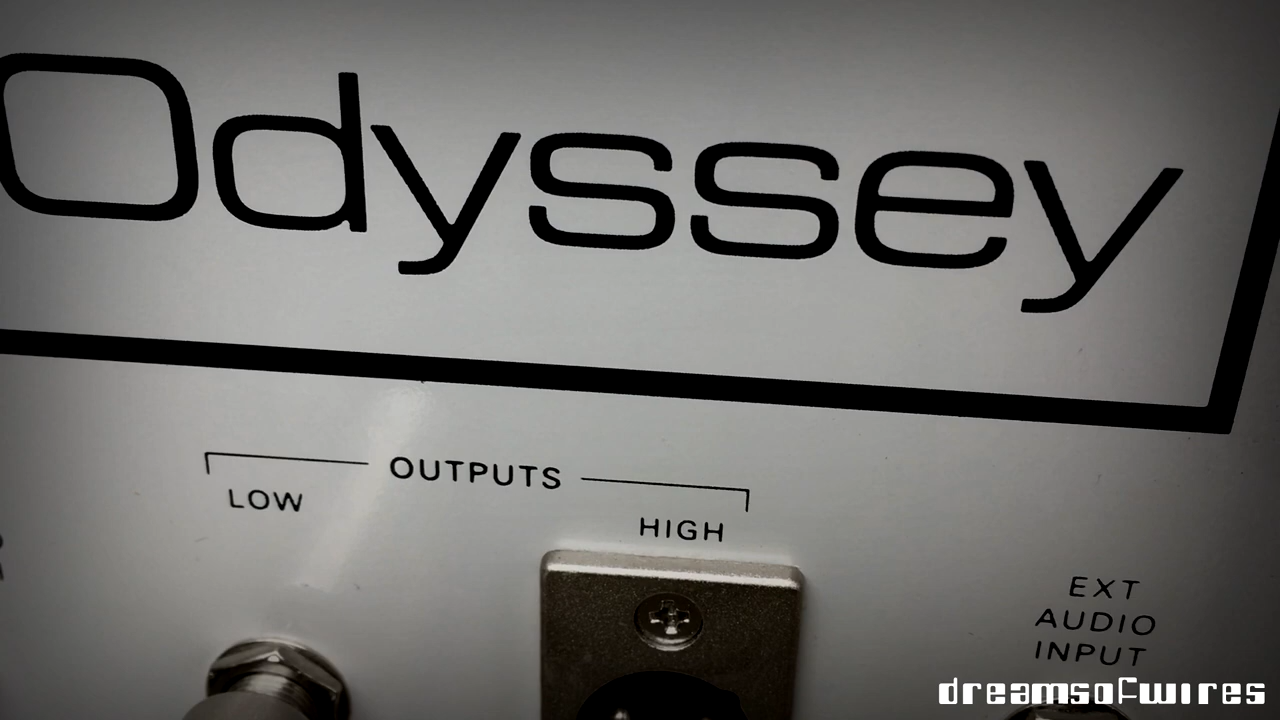 Odyssey
OUTPUTS
LOW
HIGH
EXT
AUDIO
INPUT
dreamsofwires